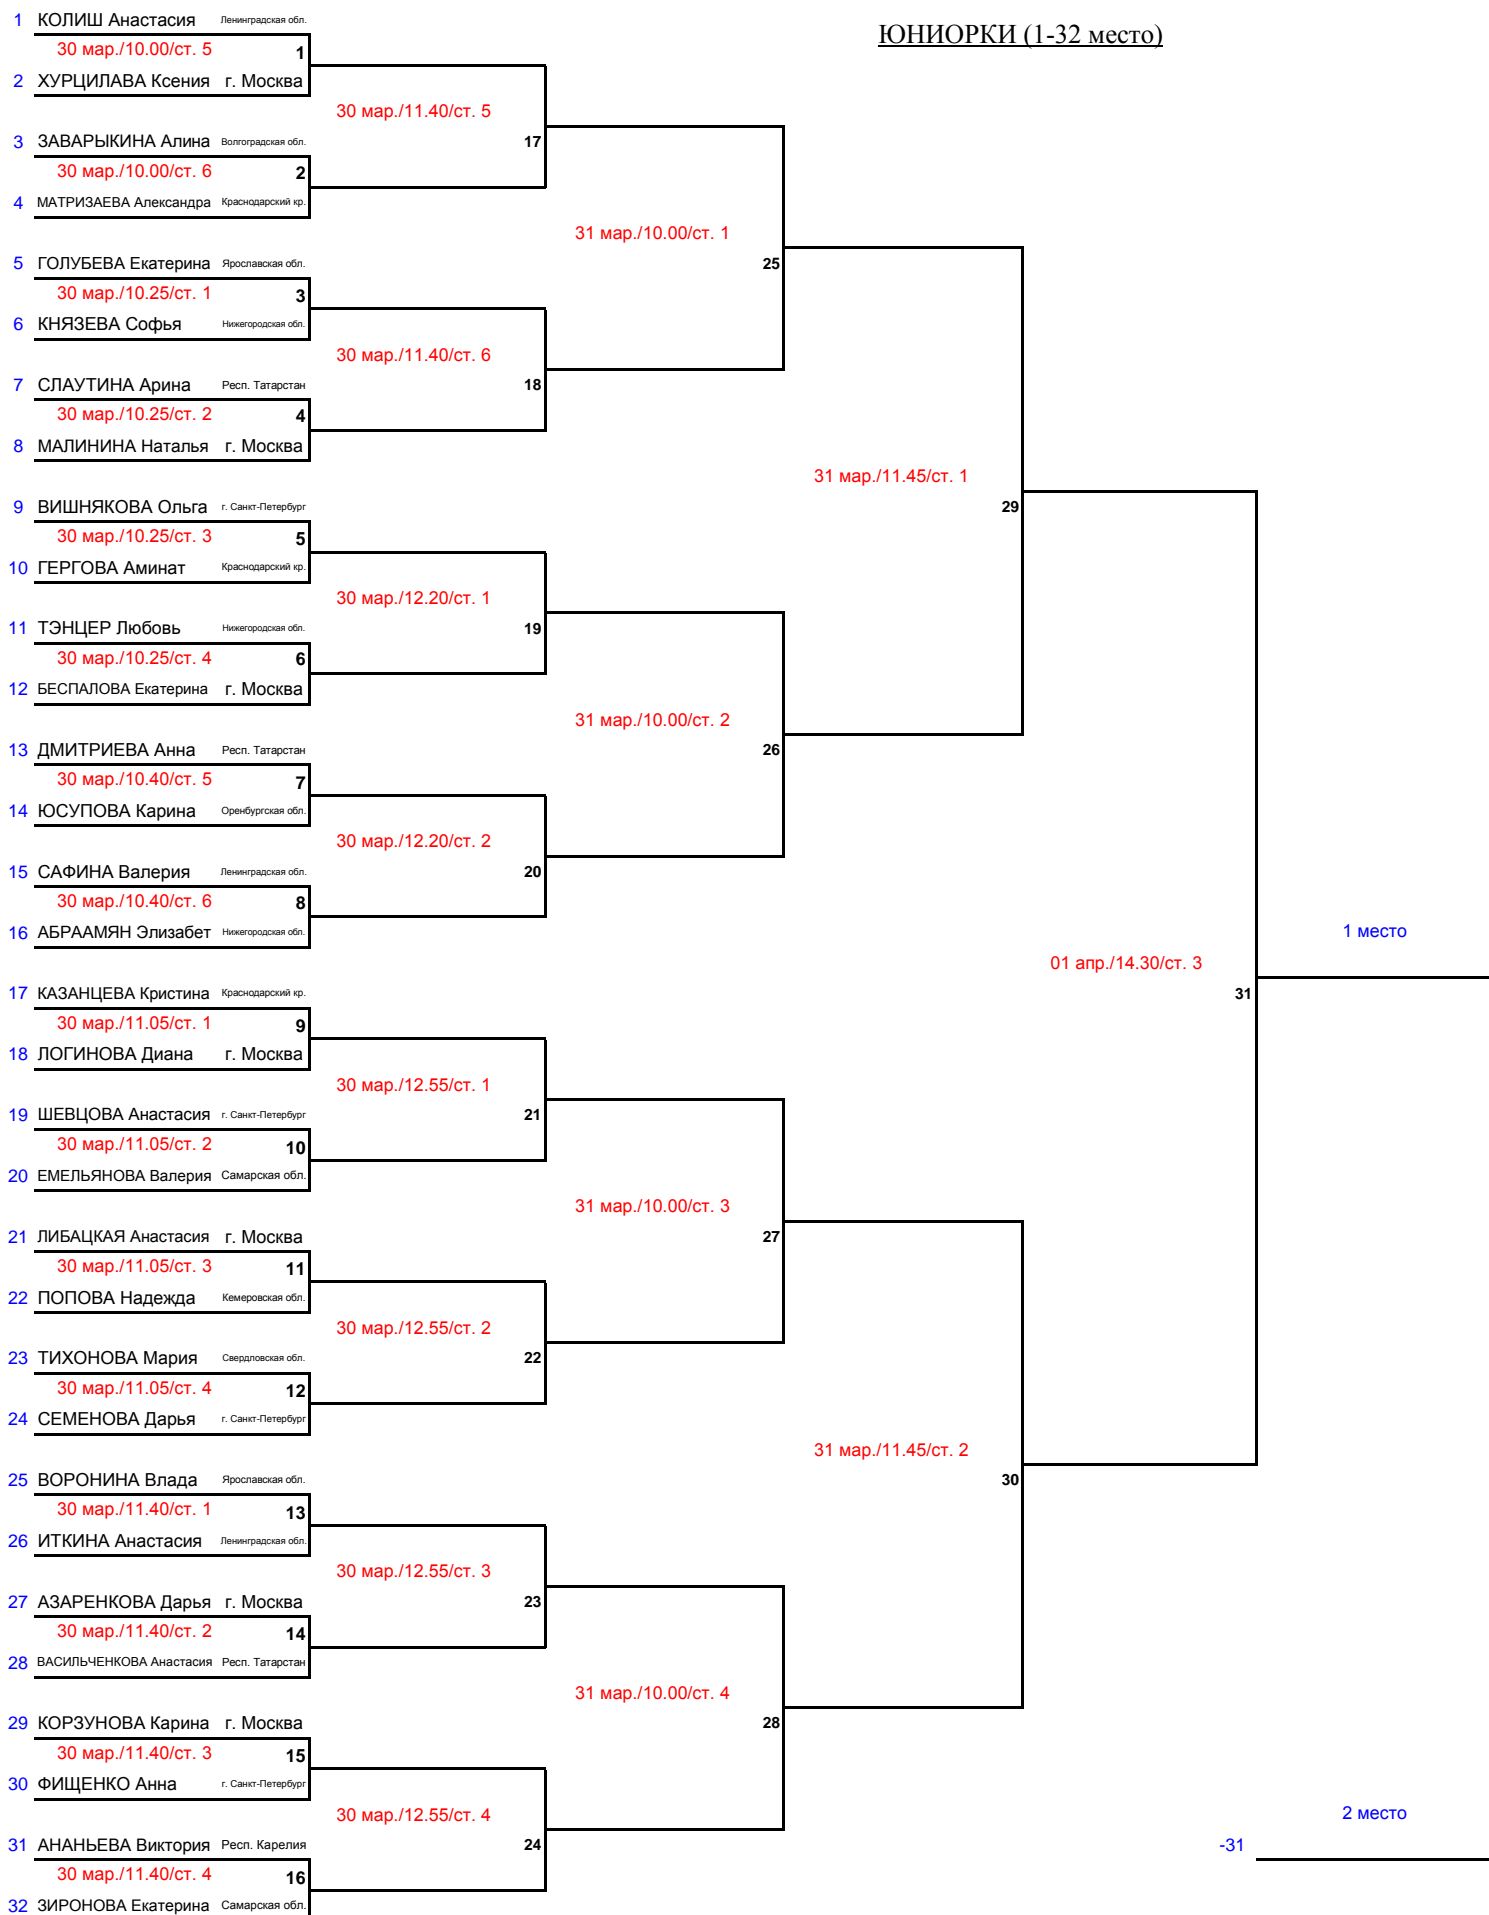 1 КОЛИШ Анастасия Ленинградская обл.
ЮНИОРКИ (1-32 место)
30 мар./10.00/ст. 5 1
2 ХУРЦИЛАВА Ксения г. Москва
30 мар./11.40/ст. 5
3 ЗАВАРЫКИНА Алина Волгоградская обл. 17
30 мар./10.00/ст. 6 2
4 МАТРИЗАЕВА Александра Краснодарский кр.
31 мар./10.00/ст. 1
5 ГОЛУБЕВА Екатерина Ярославская обл. 25
30 мар./10.25/ст. 1 3
6 КНЯЗЕВА Софья Нижегородская обл.
30 мар./11.40/ст. 6
7 СЛАУТИНА Арина Респ. Татарстан 18
30 мар./10.25/ст. 2 4
8 МАЛИНИНА Наталья г. Москва
31 мар./11.45/ст. 1
9 ВИШНЯКОВА Ольга г. Санкт-Петербург 29
30 мар./10.25/ст. 3 5
10 ГЕРГОВА Аминат Краснодарский кр.
30 мар./12.20/ст. 1
11 ТЭНЦЕР Любовь Нижегородская обл. 19
30 мар./10.25/ст. 4 6
12 БЕСПАЛОВА Екатерина г. Москва
31 мар./10.00/ст. 2
13 ДМИТРИЕВА Анна Респ. Татарстан 26
30 мар./10.40/ст. 5 7
14 ЮСУПОВА Карина Оренбургская обл.
30 мар./12.20/ст. 2
15 САФИНА Валерия Ленинградская обл. 20
30 мар./10.40/ст. 6 8
16 АБРААМЯН Элизабет Нижегородская обл. 1 место
01 апр./14.30/ст. 3
17 КАЗАНЦЕВА Кристина Краснодарский кр. 31
30 мар./11.05/ст. 1 9
18 ЛОГИНОВА Диана г. Москва
30 мар./12.55/ст. 1
19 ШЕВЦОВА Анастасия г. Санкт-Петербург 21
30 мар./11.05/ст. 2 10
20 ЕМЕЛЬЯНОВА Валерия Самарская обл.
31 мар./10.00/ст. 3
21 ЛИБАЦКАЯ Анастасия г. Москва 27
30 мар./11.05/ст. 3 11
22 ПОПОВА Надежда Кемеровская обл.
30 мар./12.55/ст. 2
23 ТИХОНОВА Мария Свердловская обл. 22
30 мар./11.05/ст. 4 12
24 СЕМЕНОВА Дарья г. Санкт-Петербург
31 мар./11.45/ст. 2
25 ВОРОНИНА Влада Ярославская обл. 30
30 мар./11.40/ст. 1 13
26 ИТКИНА Анастасия Ленинградская обл.
30 мар./12.55/ст. 3
27 АЗАРЕНКОВА Дарья г. Москва 23
30 мар./11.40/ст. 2 14
28 ВАСИЛЬЧЕНКОВА Анастасия Респ. Татарстан
31 мар./10.00/ст. 4
29 КОРЗУНОВА Карина г. Москва 28
30 мар./11.40/ст. 3 15
30 ФИЩЕНКО Анна г. Санкт-Петербург
30 мар./12.55/ст. 4 2 место
31 АНАНЬЕВА Виктория Респ. Карелия 24 -31
30 мар./11.40/ст. 4 16
32 ЗИРОНОВА Екатерина Самарская обл.